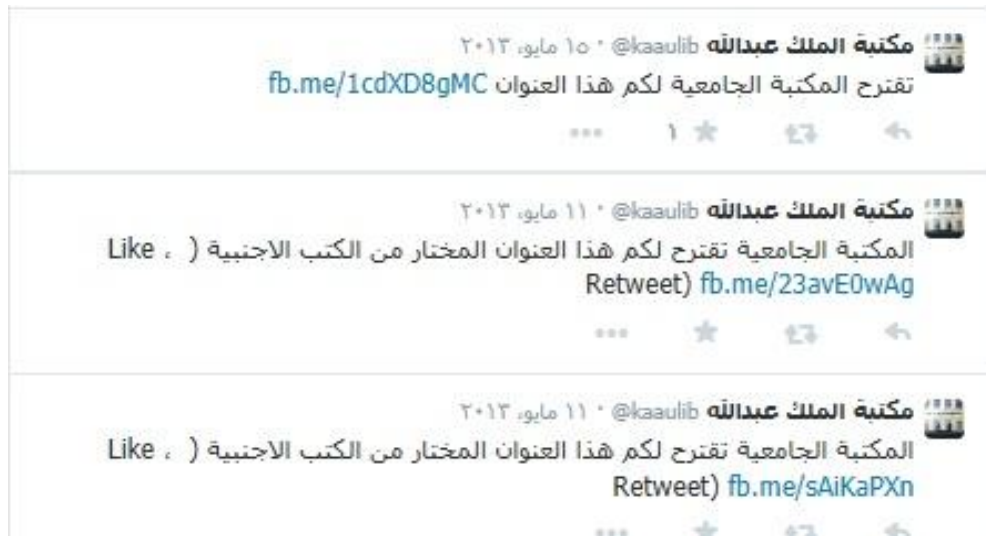 مكتبة الملك عبدالله @kaaulib · ١٥ مايو، ٢٠١٣
تقترح المكتبة الجامعية لكم هذا العنوان fb.me/1cdXD8gMC
١
مكتبة الملك عبدالله @kaaulib · ١١ مايو، ٢٠١٣
المكتبة الجامعية تقترح لكم هذا العنوان المختار من الكتب الاجنبية ( Like ،
Retweet) fb.me/23avE0wAg
مكتبة الملك عبدالله @kaaulib · ١١ مايو، ٢٠١٣
المكتبة الجامعية تقترح لكم هذا العنوان المختار من الكتب الاجنبية ( Like ،
Retweet) fb.me/sAiKaPXn